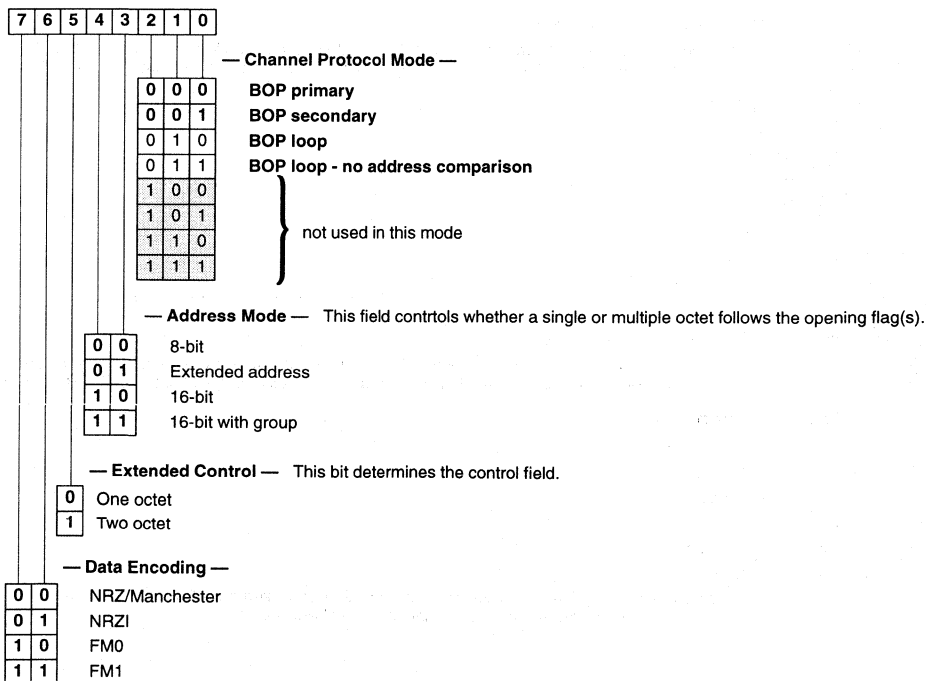 7 6 5 4 3 2 1 0
— Channel Protocol Mode —
0 0 0 BOP primary
0 0 1 BOP secondary
0 1 0 BOP loop
0 1 1 BOP loop - no address comparison
1 0 0
1 0 1
not used in this mode
1 1 0
1 1 1
— Address Mode — This field contrtols whether a single or multiple octet follows the opening flag(s).
0 0 8-bit
0 1 Extended address
1 0 16-bit
1 1 16-bit with group
— Extended Control — This bit determines the control field.
0 One octet
1 Two octet
— Data Encoding —
0 0 NRZ/Manchester
0 1 NRZI
1 0 FM0
1 1 FM1